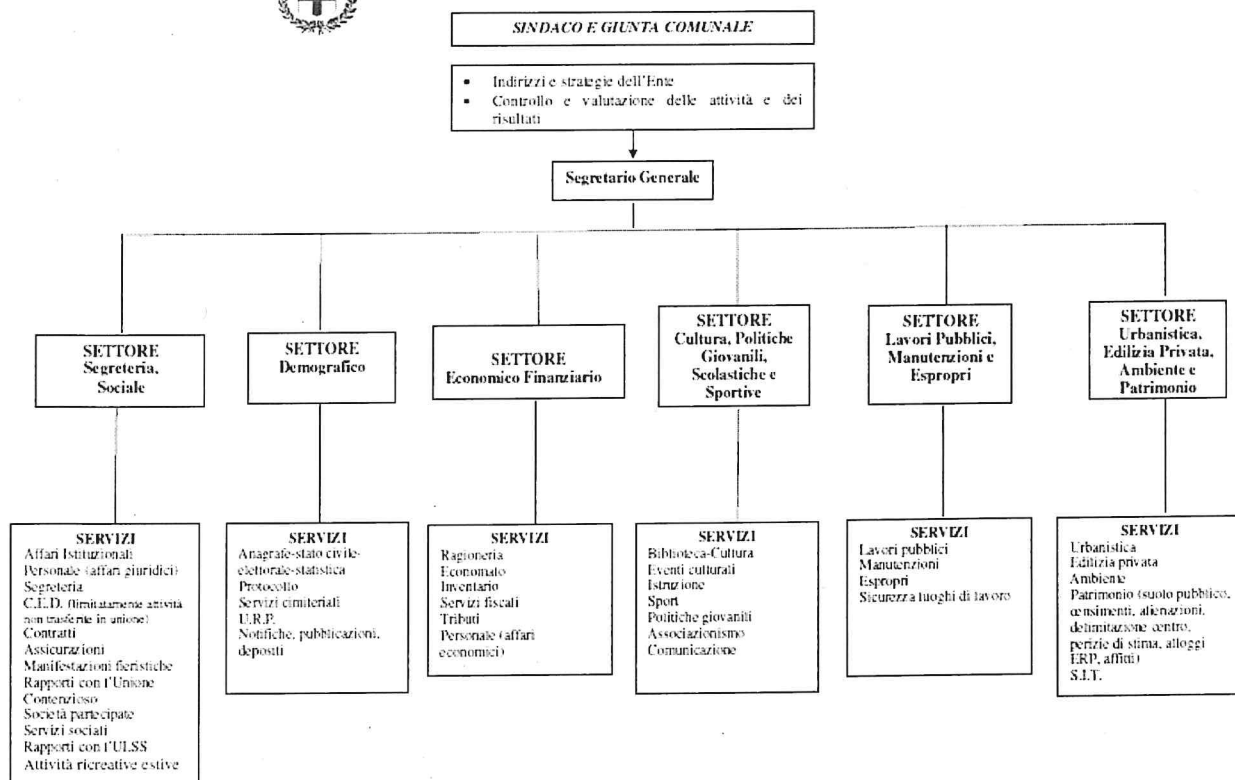 SINDACO E GIUNTA COMUNALE
▪ Indirizzi e strategie dell'Ente
▪ Controllo e valutazione delle attività e dei
risultati
Segretario Generale
SETTORE
Segreteria,
Sociale
SETTORE
Demografico
SETTORE
Economico Finanziario
SETTORE
Cultura, Politiche
Giovanili,
Scolastiche e
Sportive
SETTORE
Lavori Pubblici,
Manutenzioni e
Espropri
SETTORE
Urbanistica,
Edilizia Privata,
Ambiente e
Patrimonio
SERVIZI
Affari Istituzionali
Personale (affari giuridici)
Segreteria
C.E.D. (limitatamente attività
non trasferite in unione)
Contratti
Assicurazioni
Manifestazioni fieristiche
Rapporti con l'Unione
Contenzioso
Società partecipate
Servizi sociali
Rapporti con l'ULSS
Attività ricreative estive
SERVIZI
Anagrafe-stato civile-
elettorale-statistica
Protocollo
Servizi cimiteriali
U.R.P.
Notifiche, pubblicazioni,
depositi
SERVIZI
Ragioneria
Economato
Inventario
Servizi fiscali
Tributi
Personale (affari
economici)
SERVIZI
Biblioteca-Cultura
Eventi culturali
Istruzione
Sport
Politiche giovanili
Associazionismo
Comunicazione
SERVIZI
Lavori pubblici
Manutenzioni
Espropri
Sicurezza luoghi di lavoro
SERVIZI
Urbanistica
Edilizia privata
Ambiente
Patrimonio (suolo pubblico,
censimenti, alienazioni,
delimitazione centro,
perizie di stima, alloggi
ERP, affitti)
S.I.T.